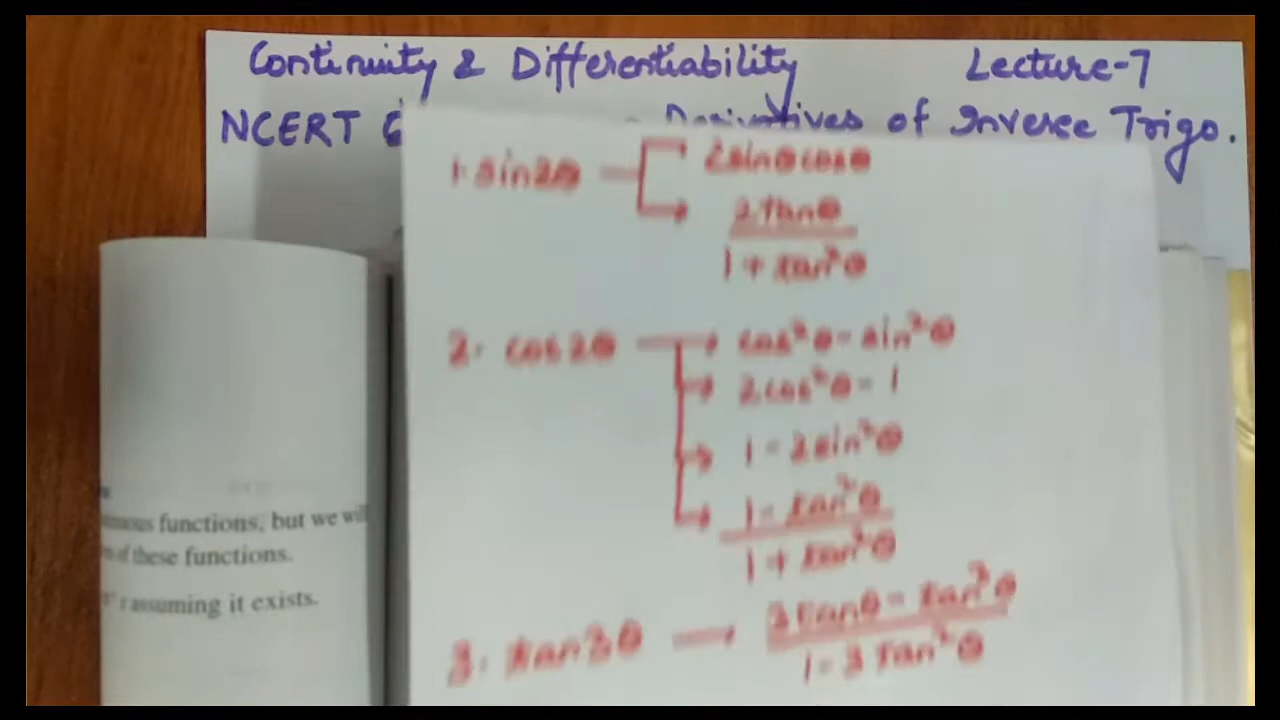 Continuity & Differentiability Lecture-7
NCERT Derivatives of Inverse Trigo.
1. sin2θ 2sinθcosθ
2tanθ
1 + tan²θ
2. cos2θ cos²θ - sin²θ
2cos²θ - 1
1 - 2sin²θ
1 - tan²θ
1 + tan²θ
3. tan3θ 3tanθ - tan³θ
1 - 3tan²θ
functions, but we will
of these functions.
assuming it exists.